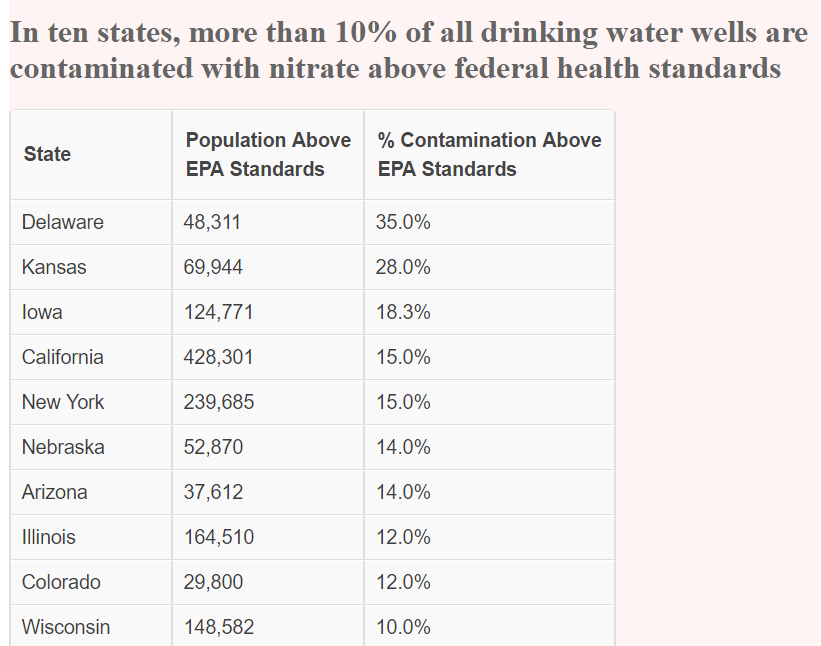 In ten states, more than 10% of all drinking water wells are
contaminated with nitrate above federal health standards
State Population Above EPA Standards % Contamination Above EPA Standards
Delaware 48,311 35.0%
Kansas 69,944 28.0%
Iowa 124,771 18.3%
California 428,301 15.0%
New York 239,685 15.0%
Nebraska 52,870 14.0%
Arizona 37,612 14.0%
Illinois 164,510 12.0%
Colorado 29,800 12.0%
Wisconsin 148,582 10.0%